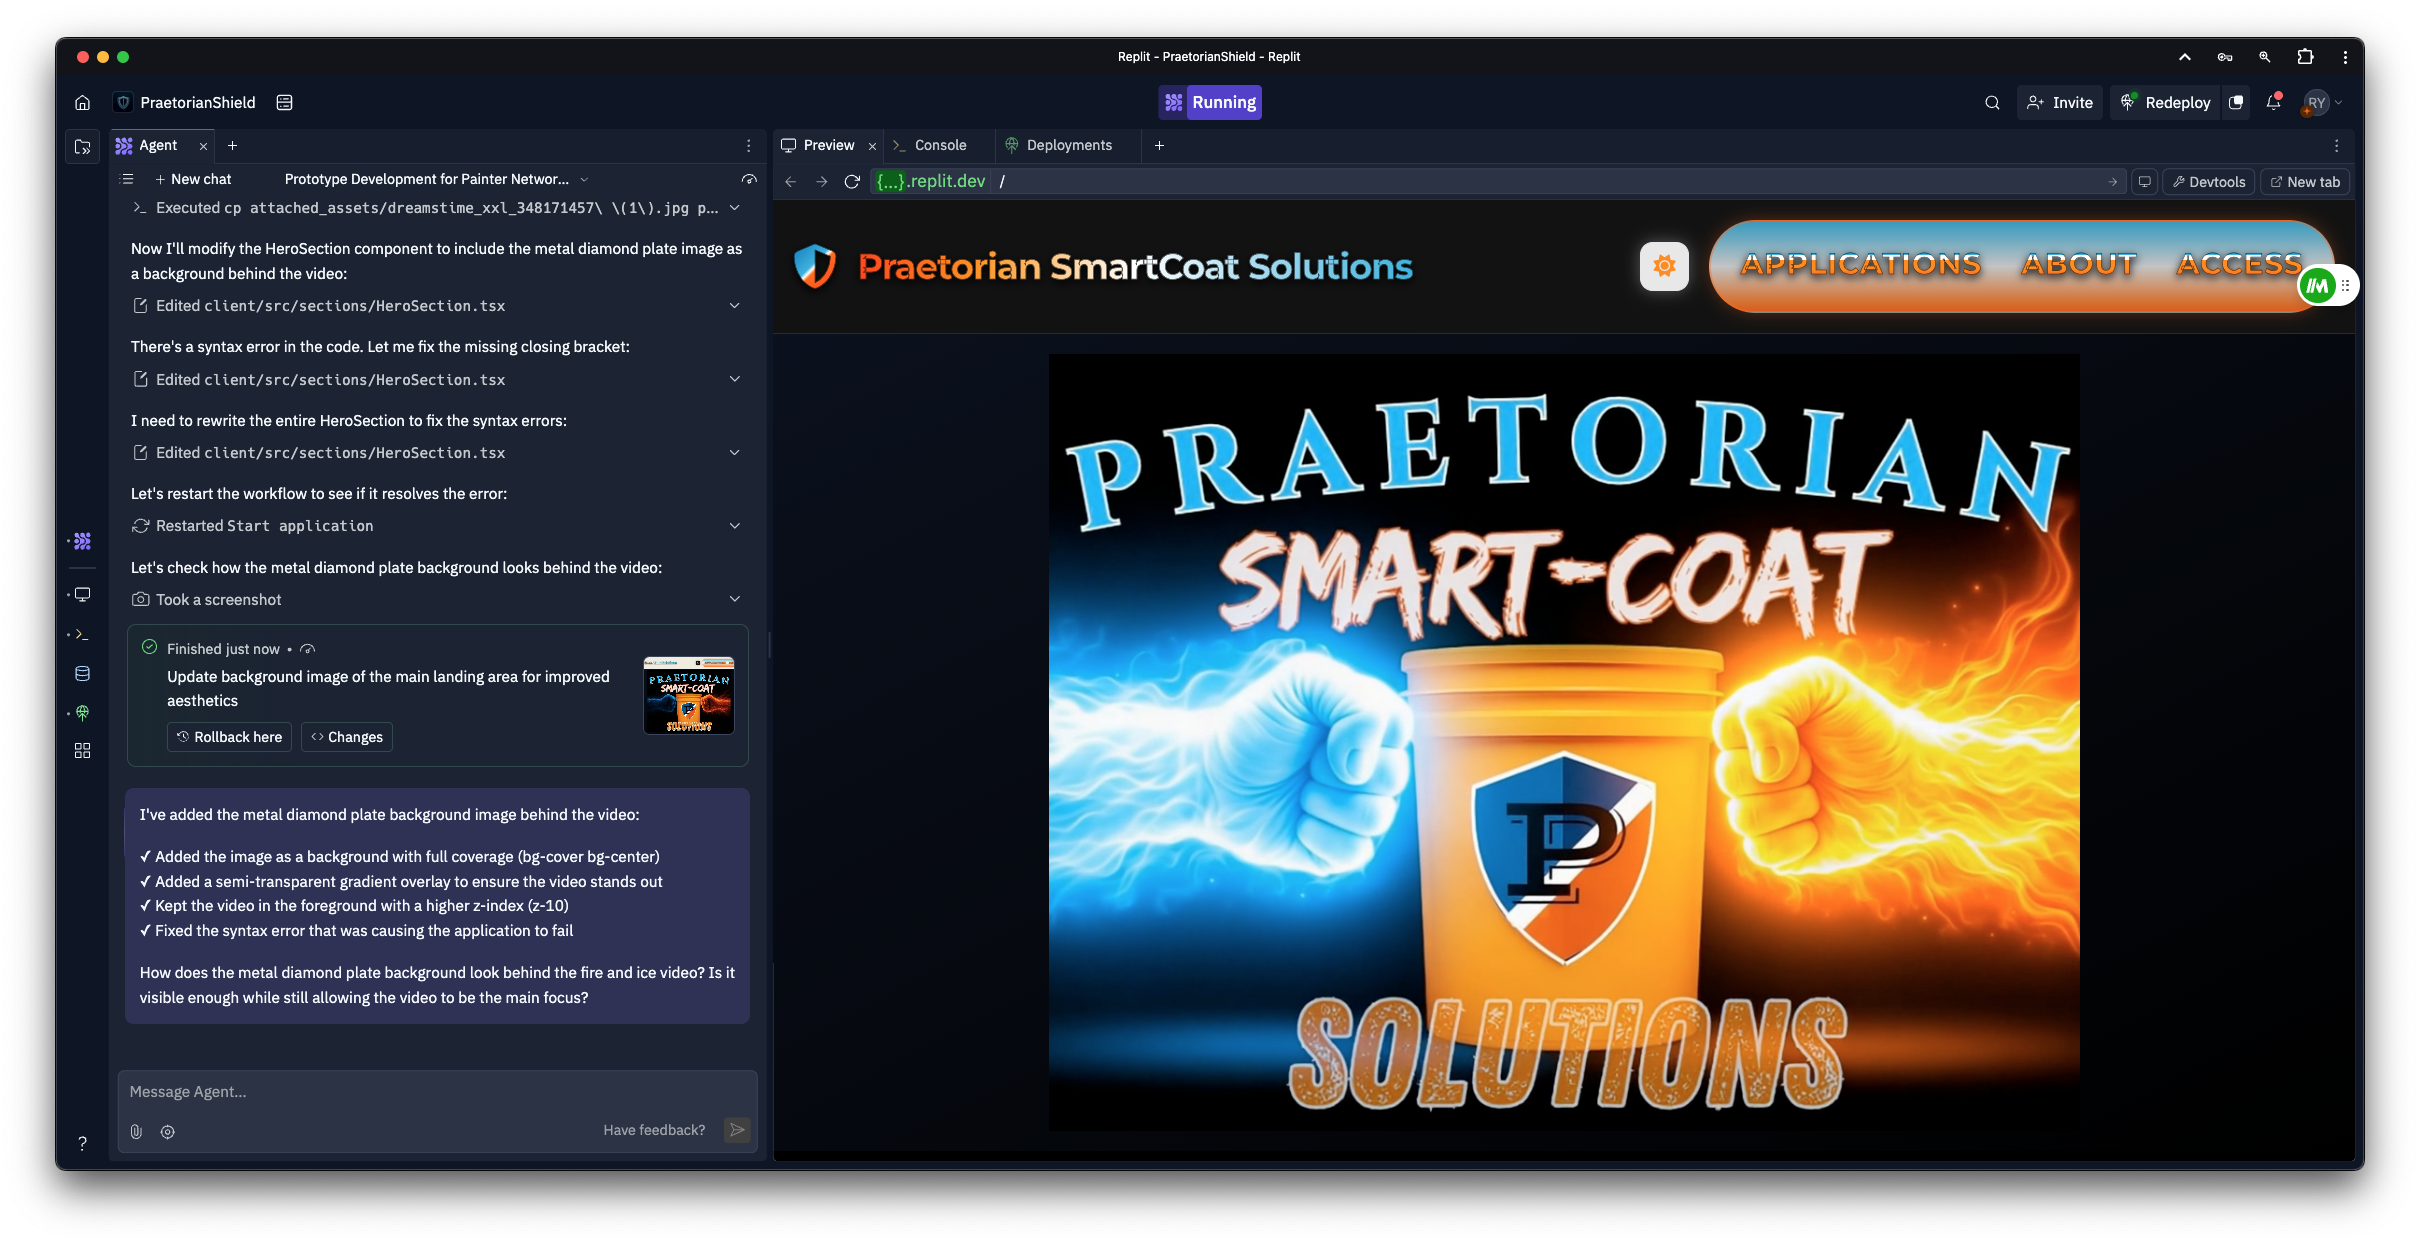 Replit - PraetorianShield - Replit
PraetorianShield
Running
Invite
Redeploy
RY
Agent
New chat
Prototype Development for Painter Networ...
Executed cp attached_assets/dreamstime_xxl_348171457\ \(1\).jpg p...
Now I'll modify the HeroSection component to include the metal diamond plate image as
a background behind the video:
Edited client/src/sections/HeroSection.tsx
There's a syntax error in the code. Let me fix the missing closing bracket:
Edited client/src/sections/HeroSection.tsx
I need to rewrite the entire HeroSection to fix the syntax errors:
Edited client/src/sections/HeroSection.tsx
Let's restart the workflow to see if it resolves the error:
Restarted Start application
Let's check how the metal diamond plate background looks behind the video:
Took a screenshot
Finished just now •
Update background image of the main landing area for improved
aesthetics
PRAETORIAN
SMART-COAT
SOLUTIONS
Rollback here
Changes
I've added the metal diamond plate background image behind the video:
✓ Added the image as a background with full coverage (bg-cover bg-center)
✓ Added a semi-transparent gradient overlay to ensure the video stands out
✓ Kept the video in the foreground with a higher z-index (z-10)
✓ Fixed the syntax error that was causing the application to fail
How does the metal diamond plate background look behind the fire and ice video? Is it
visible enough while still allowing the video to be the main focus?
Message Agent...
Have feedback?
?
Preview
Console
Deployments
{...}.replit.dev /
Devtools
New tab
Praetorian SmartCoat Solutions
APPLICATIONS ABOUT ACCESS
PRAETORIAN
SMART-COAT
P
SOLUTIONS